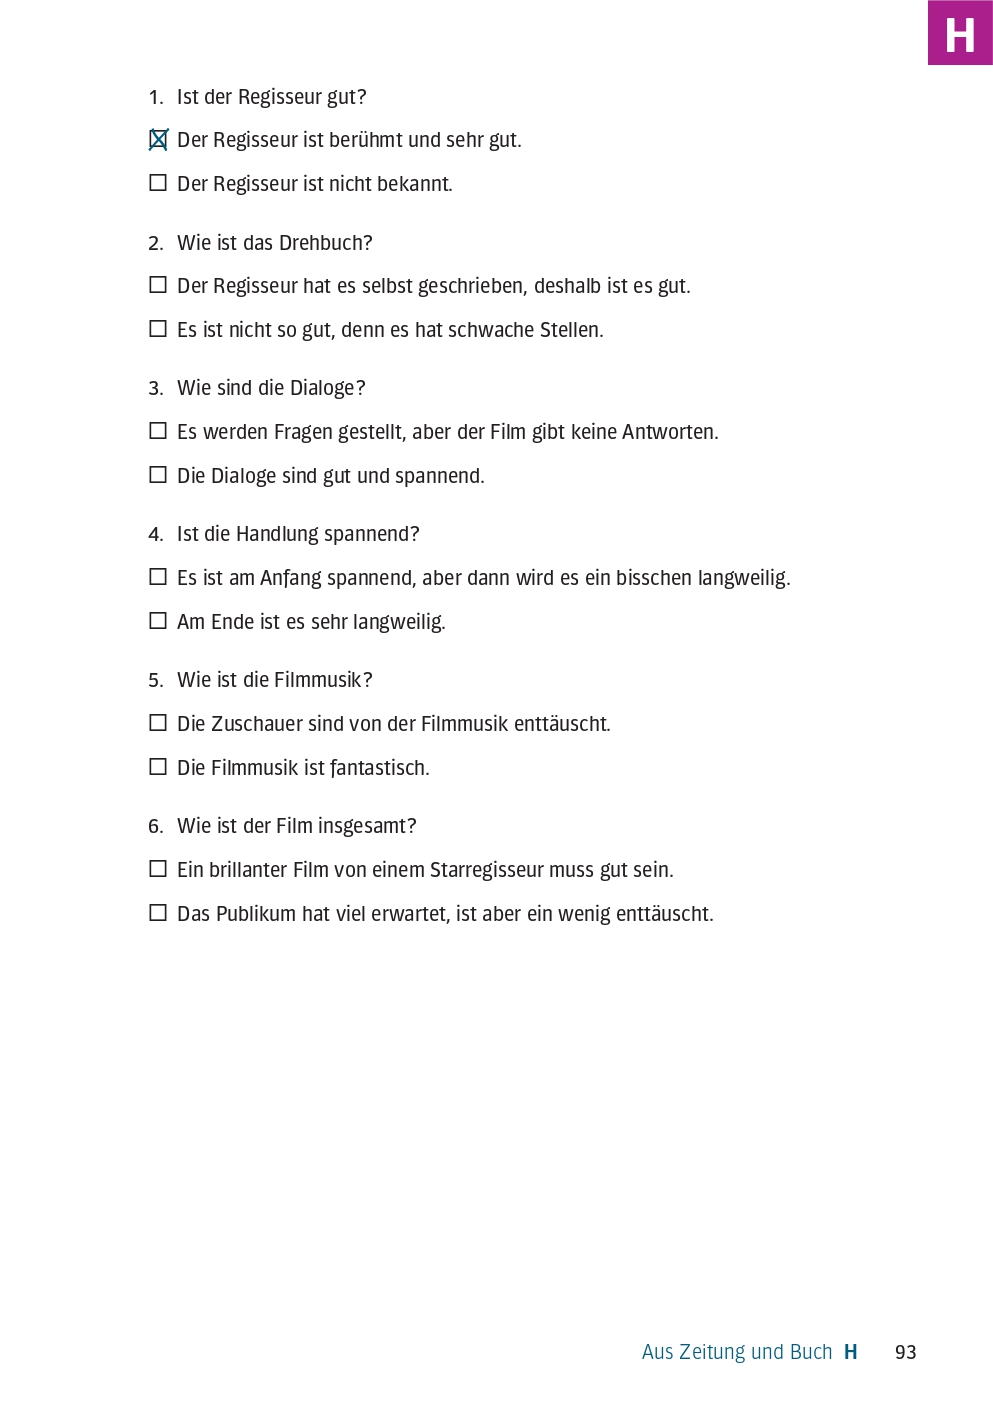 H
1. Ist der Regisseur gut?
☒ Der Regisseur ist berühmt und sehr gut.
☐ Der Regisseur ist nicht bekannt.
2. Wie ist das Drehbuch?
☐ Der Regisseur hat es selbst geschrieben, deshalb ist es gut.
☐ Es ist nicht so gut, denn es hat schwache Stellen.
3. Wie sind die Dialoge?
☐ Es werden Fragen gestellt, aber der Film gibt keine Antworten.
☐ Die Dialoge sind gut und spannend.
4. Ist die Handlung spannend?
☐ Es ist am Anfang spannend, aber dann wird es ein bisschen langweilig.
☐ Am Ende ist es sehr langweilig.
5. Wie ist die Filmmusik?
☐ Die Zuschauer sind von der Filmmusik enttäuscht.
☐ Die Filmmusik ist fantastisch.
6. Wie ist der Film insgesamt?
☐ Ein brillanter Film von einem Starregisseur muss gut sein.
☐ Das Publikum hat viel erwartet, ist aber ein wenig enttäuscht.
Aus Zeitung und Buch H 93